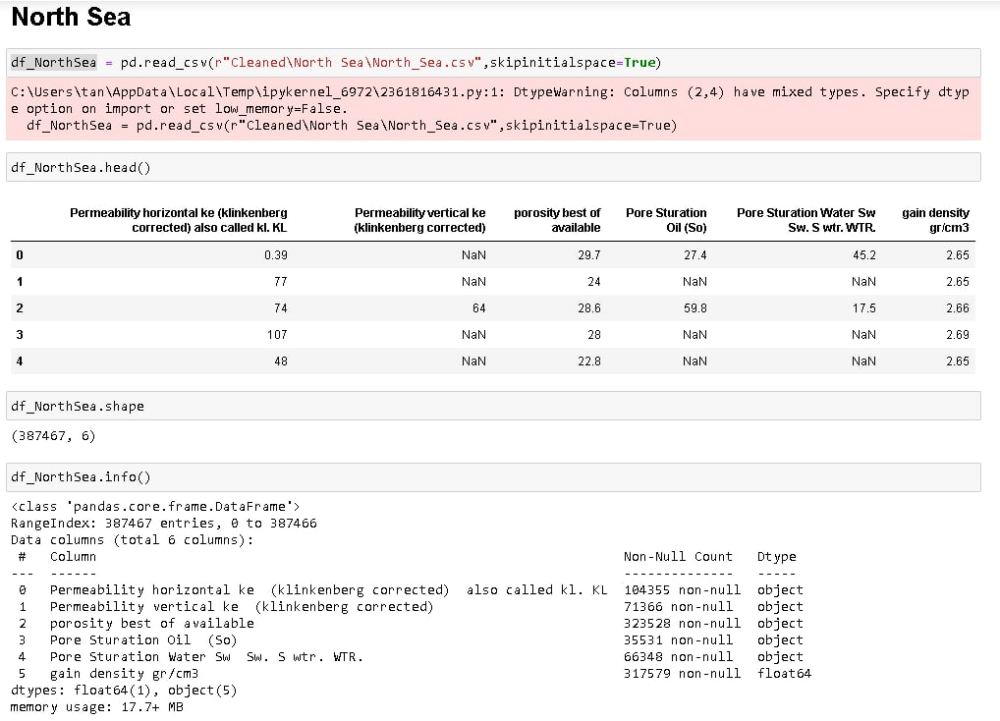 North Sea
df_NorthSea = pd.read_csv(r"Cleaned\North Sea\North_Sea.csv",skipinitialspace=True)
C:\Users\tan\AppData\Local\Temp\ipykernel_6972\2361816431.py:1: DtypeWarning: Columns (2,4) have mixed types. Specify dtyp
e option on import or set low_memory=False.
df_NorthSea = pd.read_csv(r"Cleaned\North Sea\North_Sea.csv",skipinitialspace=True)
df_NorthSea.head()
Permeability horizontal ke (klinkenberg Permeability vertical ke porosity best of Pore Sturation Pore Sturation Water Sw gain density
corrected) also called kl. KL (klinkenberg corrected) available Oil (So) Sw. S wtr. WTR. gr/cm3
0 0.39 NaN 29.7 27.4 45.2 2.65
1 77 NaN 24 NaN NaN 2.65
2 74 64 28.6 59.8 17.5 2.66
3 107 NaN 28 NaN NaN 2.69
4 48 NaN 22.8 NaN NaN 2.65
df_NorthSea.shape
(387467, 6)
df_NorthSea.info()
<class 'pandas.core.frame.DataFrame'>
RangeIndex: 387467 entries, 0 to 387466
Data columns (total 6 columns):
# Column Non-Null Count Dtype
--- ------ -------------- -----
0 Permeability horizontal ke (klinkenberg corrected) also called kl. KL 104355 non-null object
1 Permeability vertical ke (klinkenberg corrected) 71366 non-null object
2 porosity best of available 323528 non-null object
3 Pore Sturation Oil (So) 35531 non-null object
4 Pore Sturation Water Sw Sw. S wtr. WTR. 66348 non-null object
5 gain density gr/cm3 317579 non-null float64
dtypes: float64(1), object(5)
memory usage: 17.7+ MB